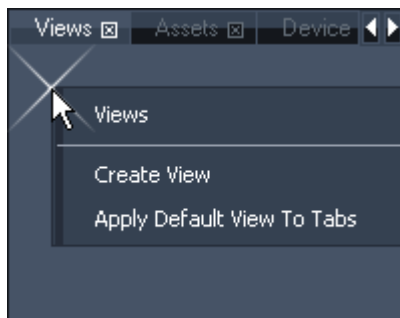 Views Assets Device
Views
Create View
Apply Default View To Tabs